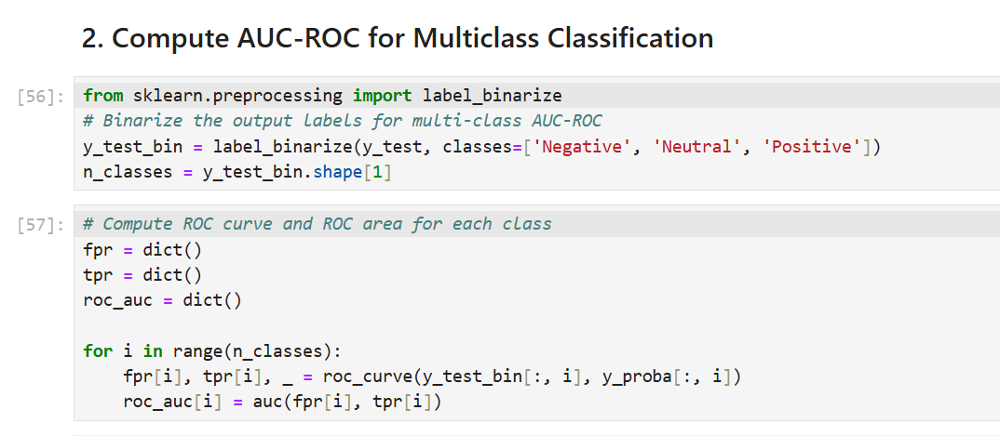 2. Compute AUC-ROC for Multiclass Classification
[56]:
from sklearn.preprocessing import label_binarize
# Binarize the output labels for multi-class AUC-ROC
y_test_bin = label_binarize(y_test, classes=['Negative', 'Neutral', 'Positive'])
n_classes = y_test_bin.shape[1]
[57]:
# Compute ROC curve and ROC area for each class
fpr = dict()
tpr = dict()
roc_auc = dict()

for i in range(n_classes):
    fpr[i], tpr[i], _ = roc_curve(y_test_bin[:, i], y_proba[:, i])
    roc_auc[i] = auc(fpr[i], tpr[i])